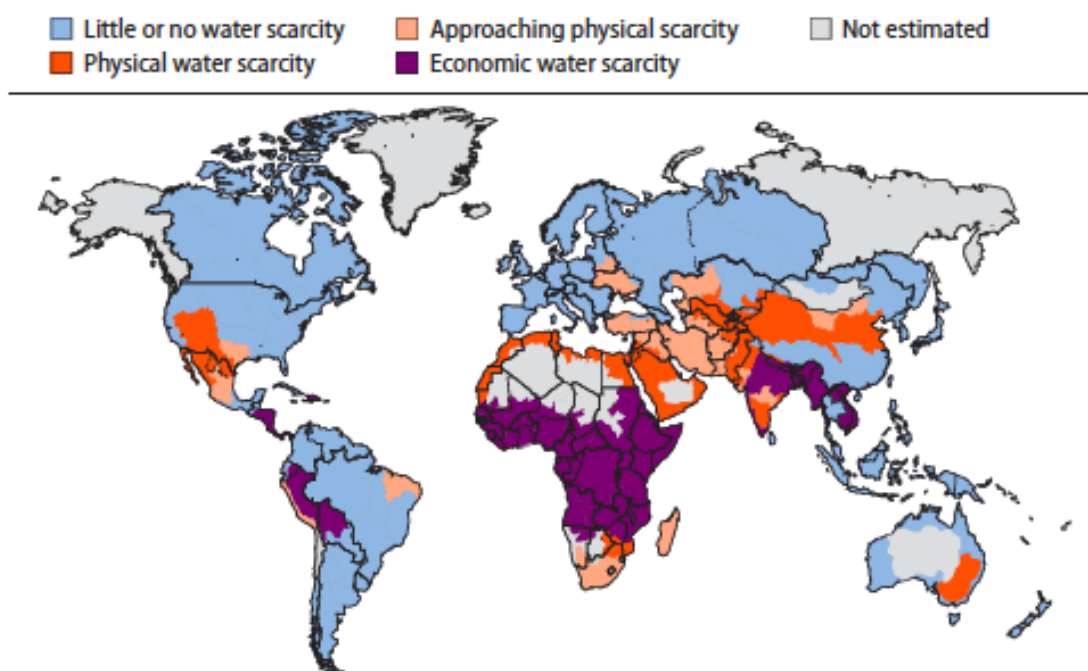 Little or no water scarcity Approaching physical scarcity Not estimated
Physical water scarcity Economic water scarcity